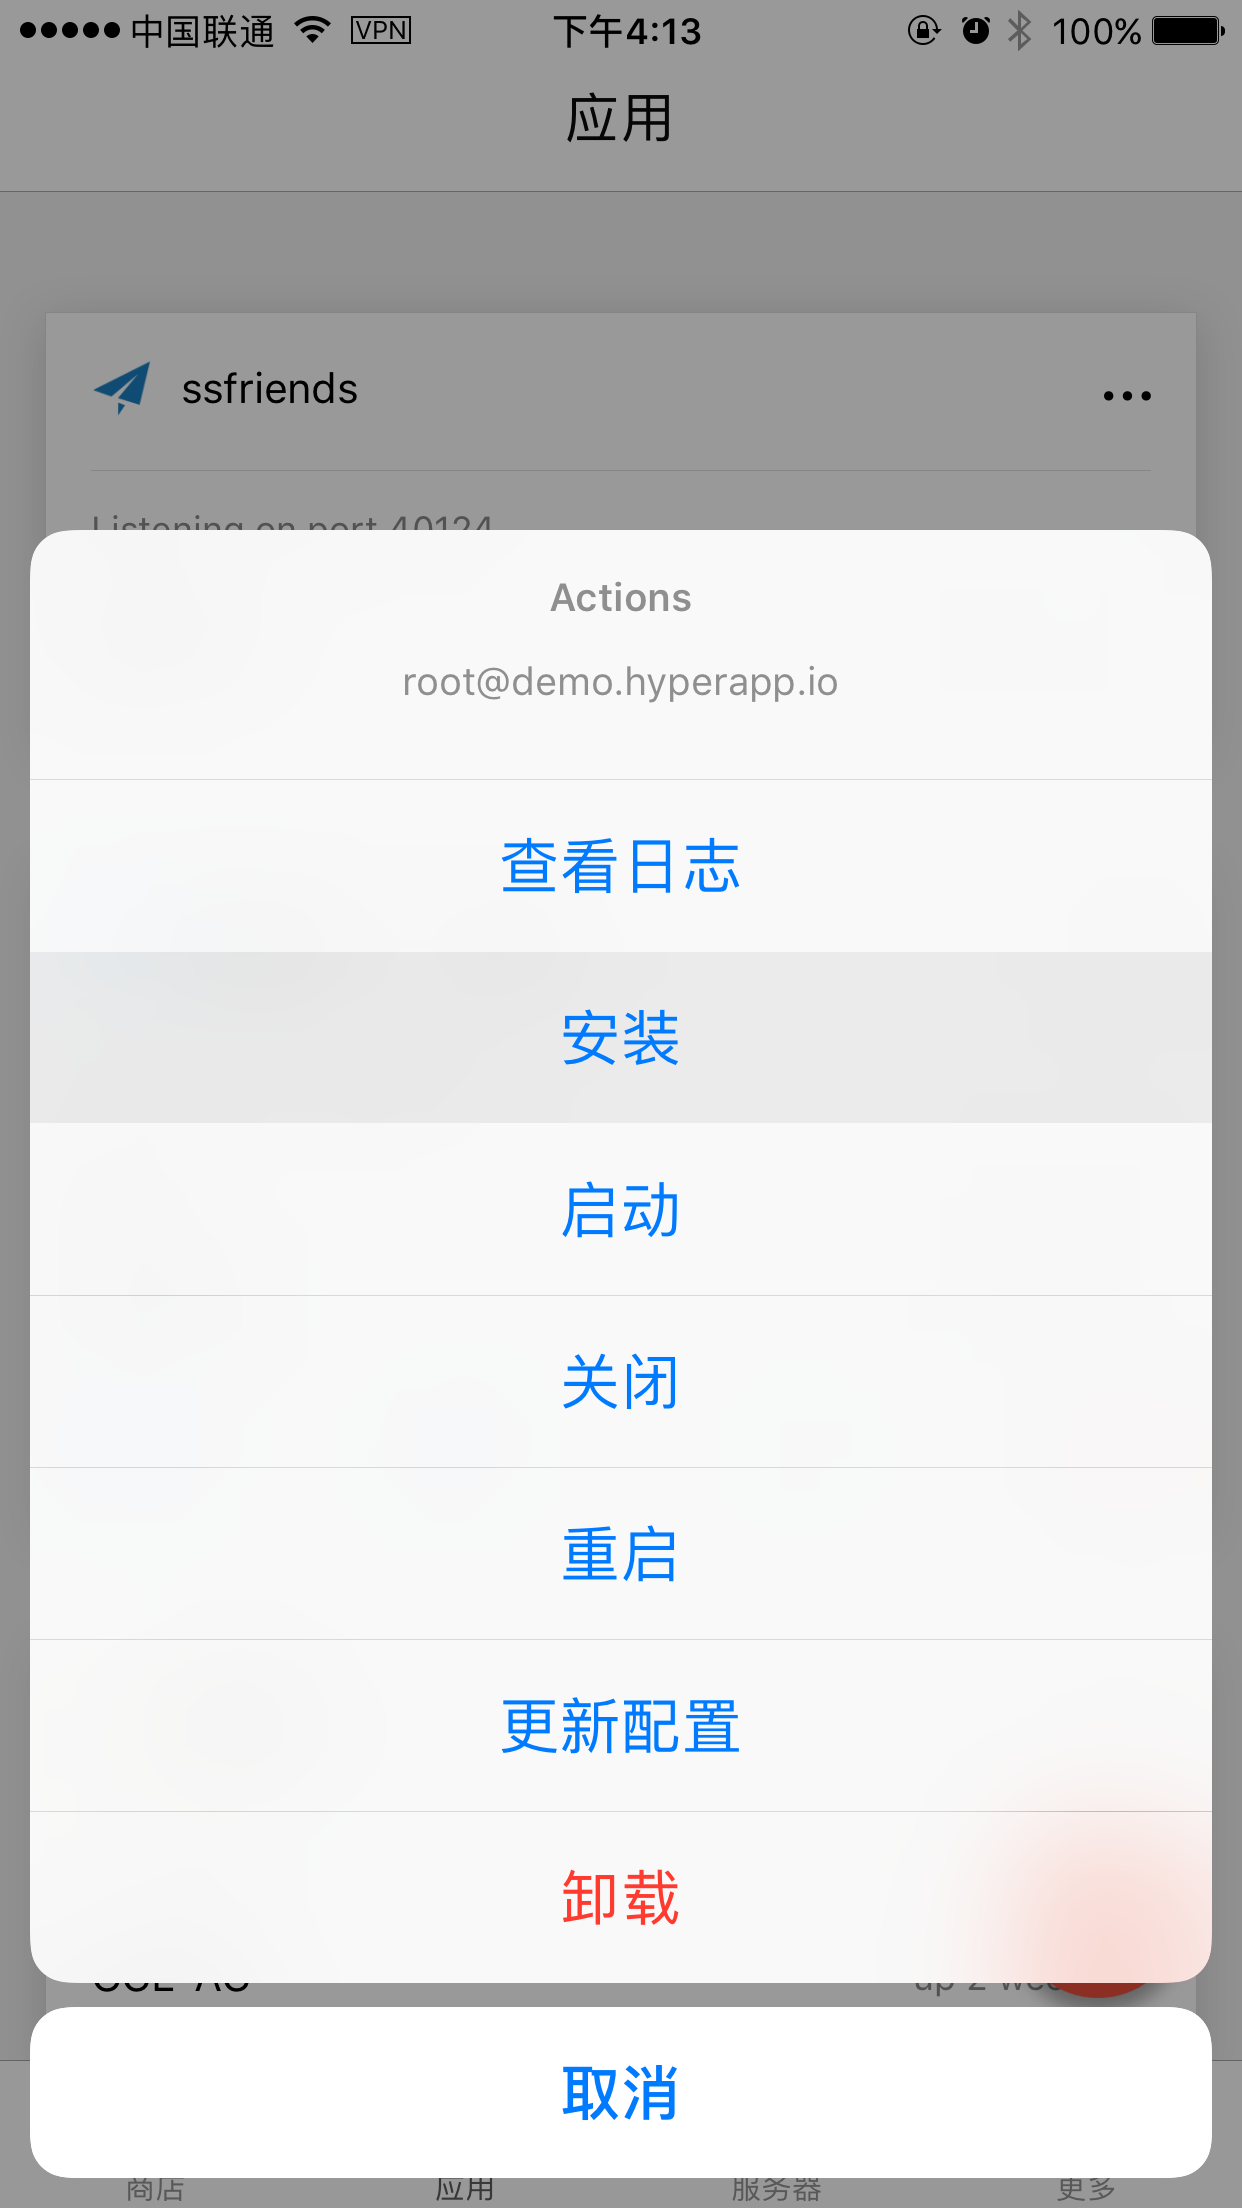 中国联通 VPN 下午4:13 100%
应用
ssfriends
Listening on port 40124
Actions
root@demo.hyperapp.io
查看日志
安装
启动
关闭
重启
更新配置
卸载
取消
商店 应用 服务器 更多